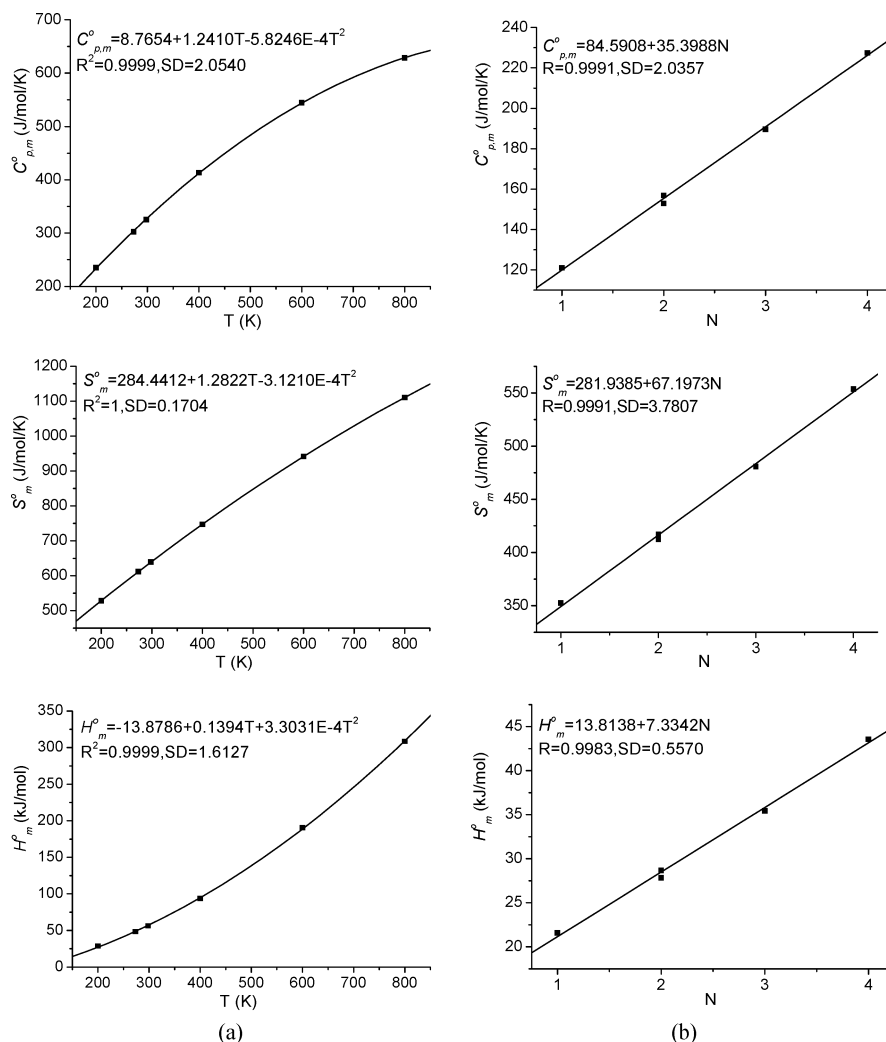 700
600
500
400
300
200
C°p,m (J/mol/K)
C°p,m=8.7654+1.2410T-5.8246E-4T²
R²=0.9999,SD=2.0540
200 300 400 500 600 700 800
T (K)
240
220
200
180
160
140
120
C°p,m (J/mol/K)
C°p,m=84.5908+35.3988N
R=0.9991,SD=2.0357
1 2 3 4
N
1200
1100
1000
900
800
700
600
500
S°m (J/mol/K)
S°m=284.4412+1.2822T-3.1210E-4T²
R²=1,SD=0.1704
200 300 400 500 600 700 800
T (K)
550
500
450
400
350
S°m (J/mol/K)
S°m=281.9385+67.1973N
R=0.9991,SD=3.7807
1 2 3 4
N
350
300
250
200
150
100
50
0
H°m (kJ/mol)
H°m=-13.8786+0.1394T+3.3031E-4T²
R²=0.9999,SD=1.6127
200 300 400 500 600 700 800
T (K)
45
40
35
30
25
20
H°m (kJ/mol)
H°m=13.8138+7.3342N
R=0.9983,SD=0.5570
1 2 3 4
N
(a) (b)